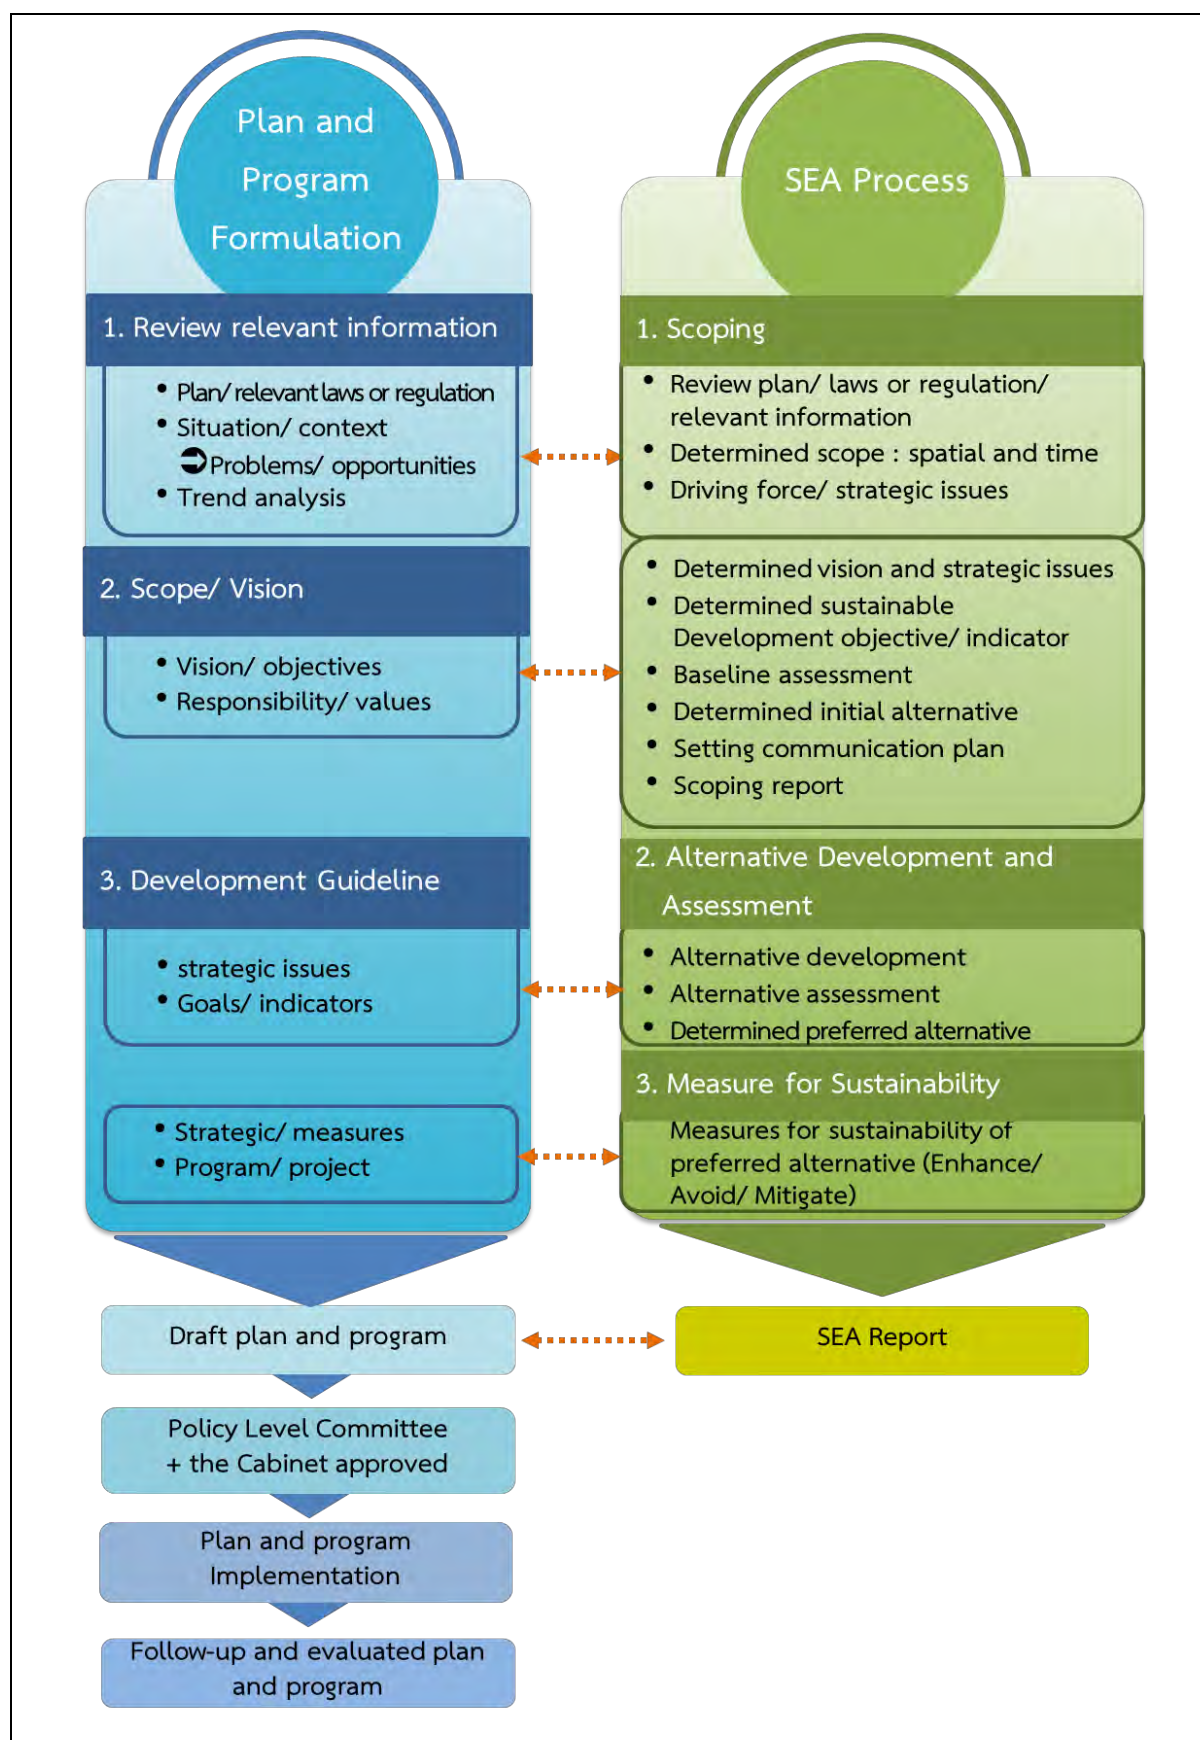 Plan and
Program
Formulation
1. Review relevant information
• Plan/ relevant laws or regulation
• Situation/ context
➲Problems/ opportunities
• Trend analysis
2. Scope/ Vision
• Vision/ objectives
• Responsibility/ values
3. Development Guideline
• strategic issues
• Goals/ indicators
• Strategic/ measures
• Program/ project
Draft plan and program
Policy Level Committee
+ the Cabinet approved
Plan and program
Implementation
Follow-up and evaluated plan
and program
SEA Process
1. Scoping
• Review plan/ laws or regulation/
relevant information
• Determined scope : spatial and time
• Driving force/ strategic issues
• Determined vision and strategic issues
• Determined sustainable
Development objective/ indicator
• Baseline assessment
• Determined initial alternative
• Setting communication plan
• Scoping report
2. Alternative Development and
Assessment
• Alternative development
• Alternative assessment
• Determined preferred alternative
3. Measure for Sustainability
Measures for sustainability of
preferred alternative (Enhance/
Avoid/ Mitigate)
SEA Report